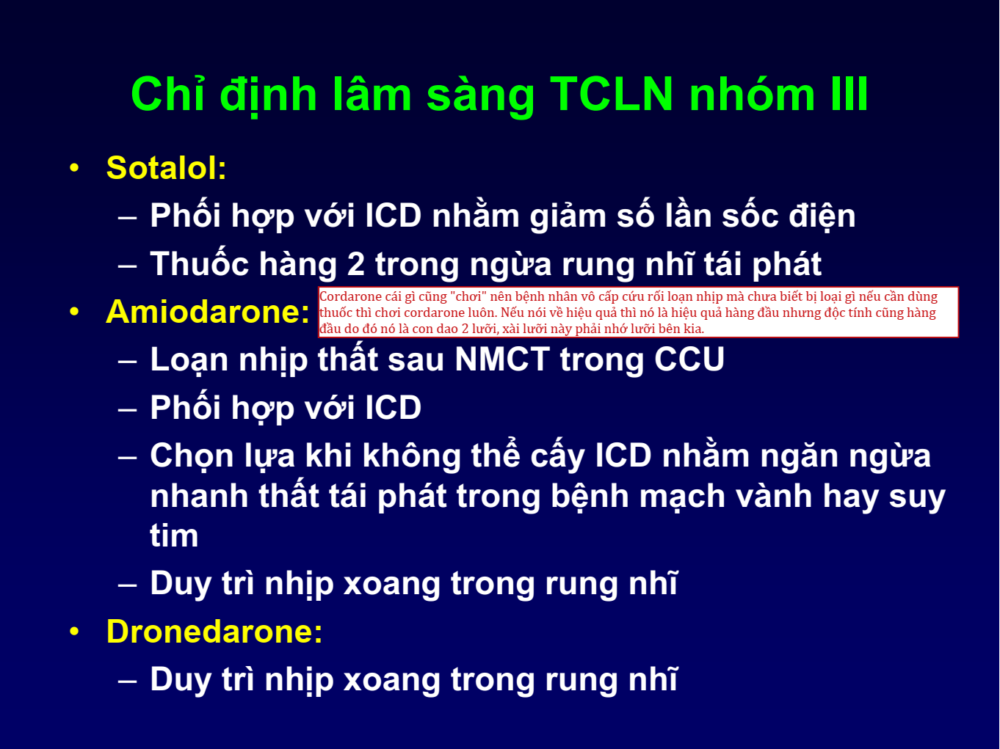 Chỉ định lâm sàng TCLN nhóm III
• Sotalol:
– Phối hợp với ICD nhằm giảm số lần sốc điện
– Thuốc hàng 2 trong ngừa rung nhĩ tái phát
• Amiodarone:
Cordarone cái gì cũng "chơi" nên bệnh nhân vô cấp cứu rối loạn nhịp mà chưa biết bị loại gì nếu cần dùng
thuốc thì chơi cordarone luôn. Nếu nói về hiệu quả thì nó là hiệu quả hàng đầu nhưng độc tính cũng hàng
đầu do đó nó là con dao 2 lưỡi, xài lưỡi này phải nhớ lưỡi bên kia.
– Loạn nhịp thất sau NMCT trong CCU
– Phối hợp với ICD
– Chọn lựa khi không thể cấy ICD nhằm ngăn ngừa
nhanh thất tái phát trong bệnh mạch vành hay suy
tim
– Duy trì nhịp xoang trong rung nhĩ
• Dronedarone:
– Duy trì nhịp xoang trong rung nhĩ